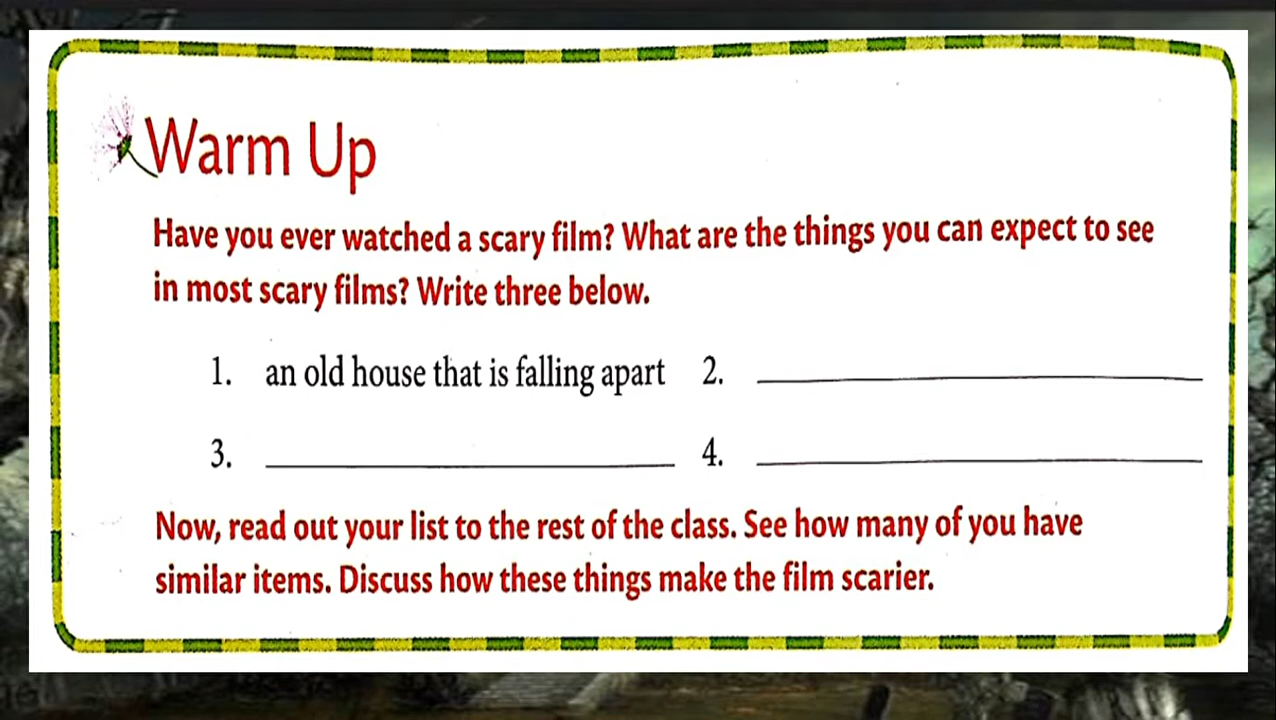 Warm Up
Have you ever watched a scary film? What are the things you can expect to see
in most scary films? Write three below.
1. an old house that is falling apart 2.
3. 4.
Now, read out your list to the rest of the class. See how many of you have
similar items. Discuss how these things make the film scarier.